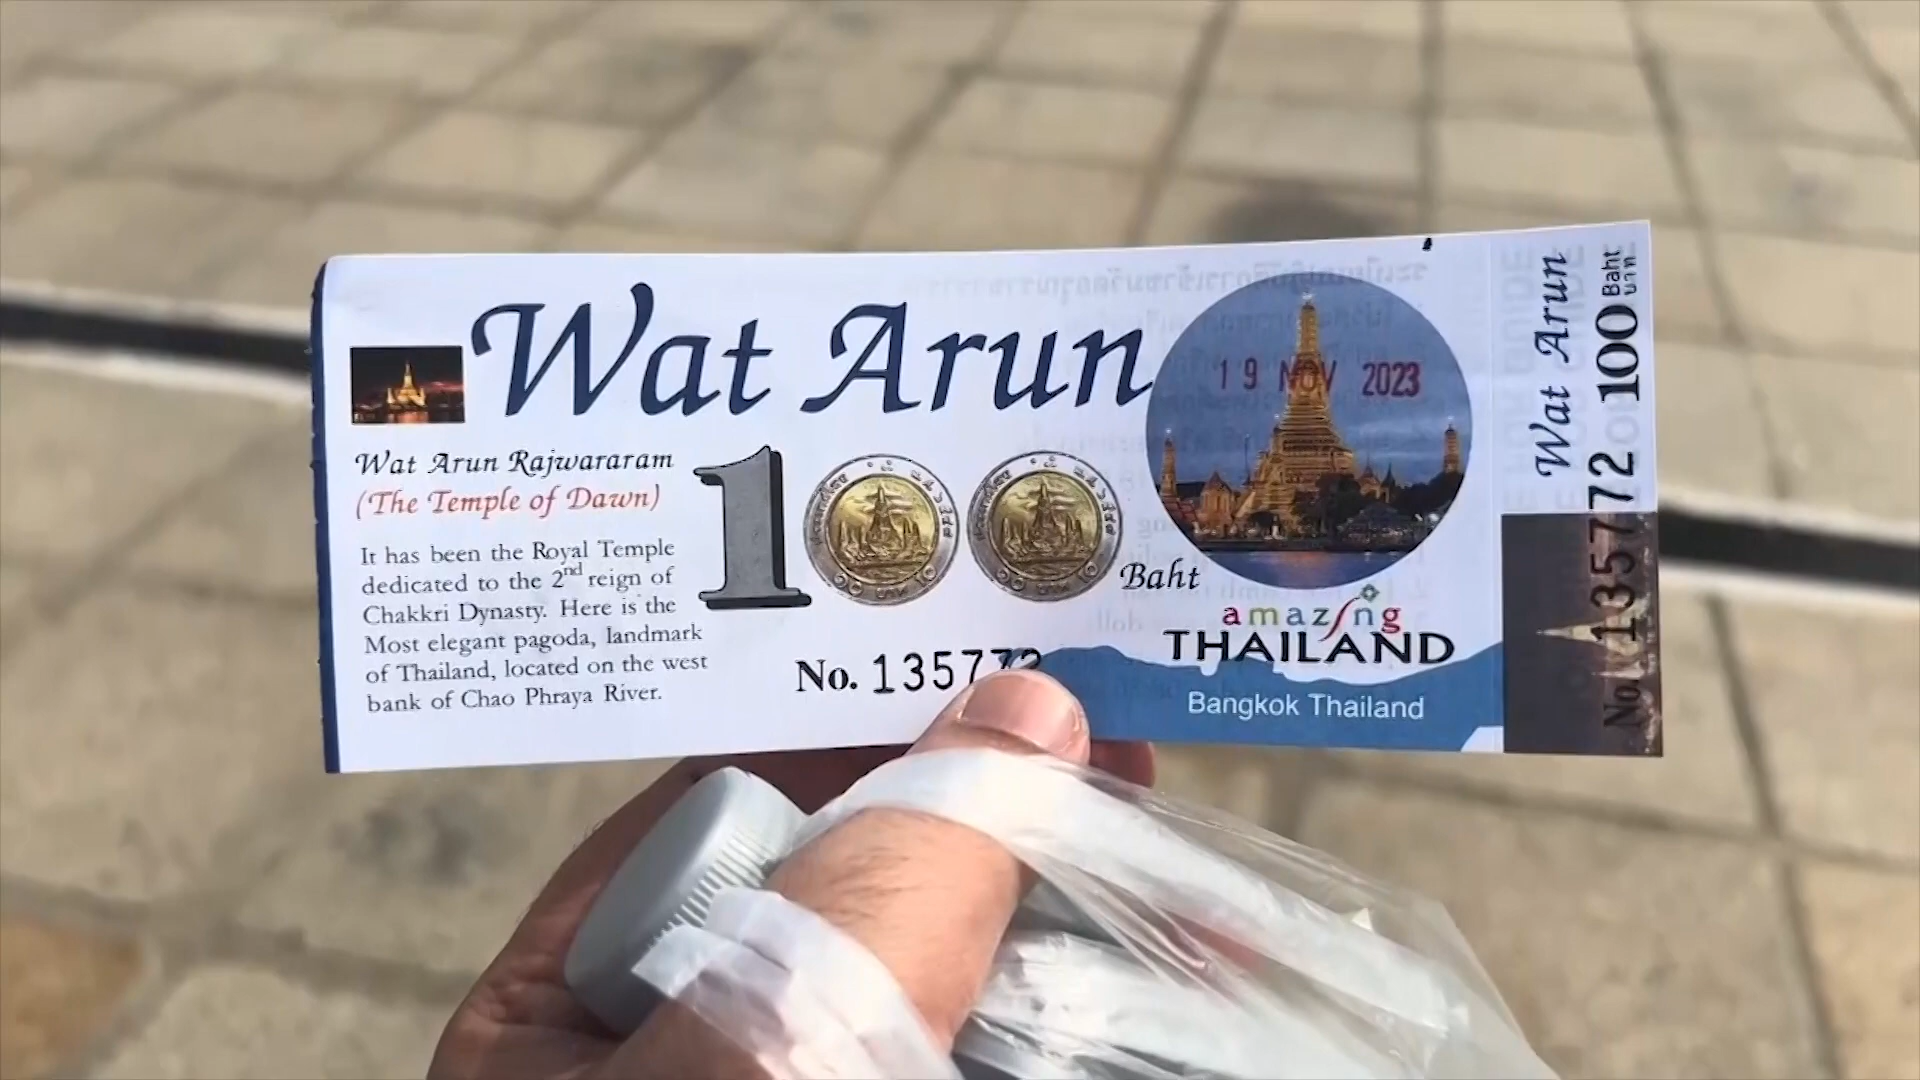 Wat Arun
Wat Arun Rajwararam
(The Temple of Dawn)
It has been the Royal Temple
dedicated to the 2nd reign of
Chakkri Dynasty. Here is the
Most elegant pagoda, landmark
of Thailand, located on the west
bank of Chao Phraya River.
1
Baht
No. 135772
19 NOV 2023
amazing
THAILAND
Bangkok Thailand
Wat Arun
100 Baht
บาท
No. 135772